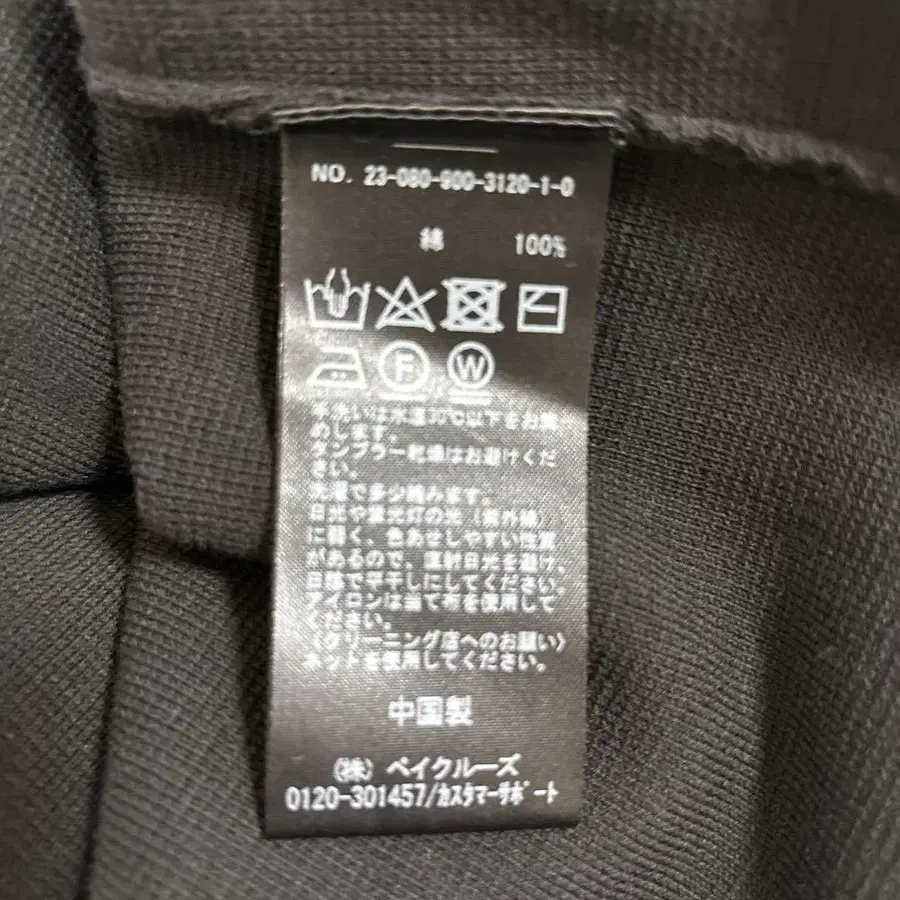 NO. 23-080-900-3120-1-0
綿 100%
F W
手洗いは水温30℃以下をお勧
めします。
タンブラー乾燥はお避けくだ
さい。
洗濯で多少縮みます。
日光や蛍光灯の光（紫外線）
に弱く、色あせしやすい性質
があるので、直射日光を避け、
日陰で平干しにしてください。
アイロンは当て布を使用して
ください。
〈クリーニング店へのお願い〉
ネットを使用してください。
中国製
（株）ベイクルーズ
0120-301457/ｶｽﾀﾏｰｻﾎﾟｰﾄ